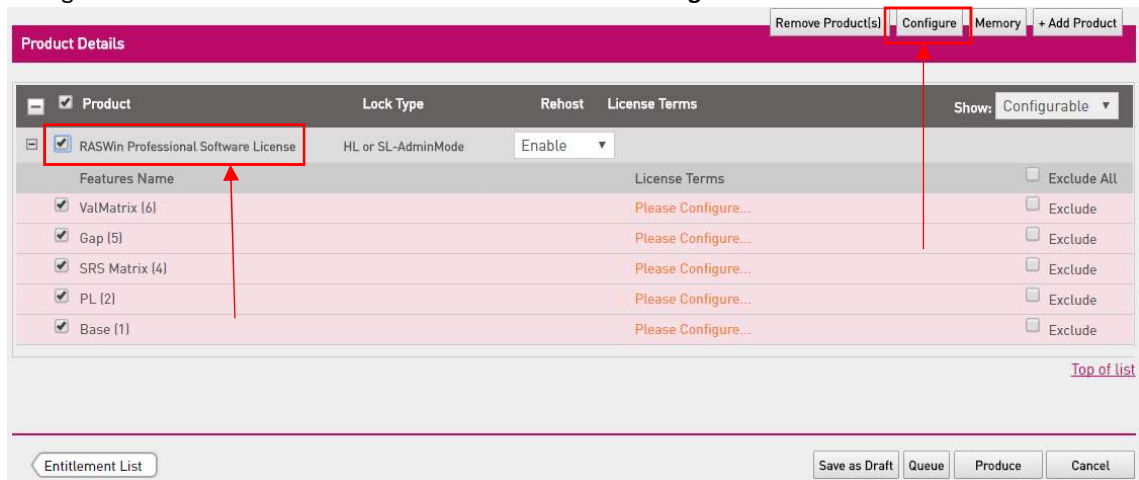 Remove Product(s) Configure Memory + Add Product
Product Details
Product Lock Type Rehost License Terms Show: Configurable
RASWin Professional Software License HL or SL-AdminMode Enable
Features Name License Terms Exclude All
ValMatrix (6) Please Configure... Exclude
Gap (5) Please Configure... Exclude
SRS Matrix (4) Please Configure... Exclude
PL (2) Please Configure... Exclude
Base (1) Please Configure... Exclude
Top of list
Entitlement List Save as Draft Queue Produce Cancel